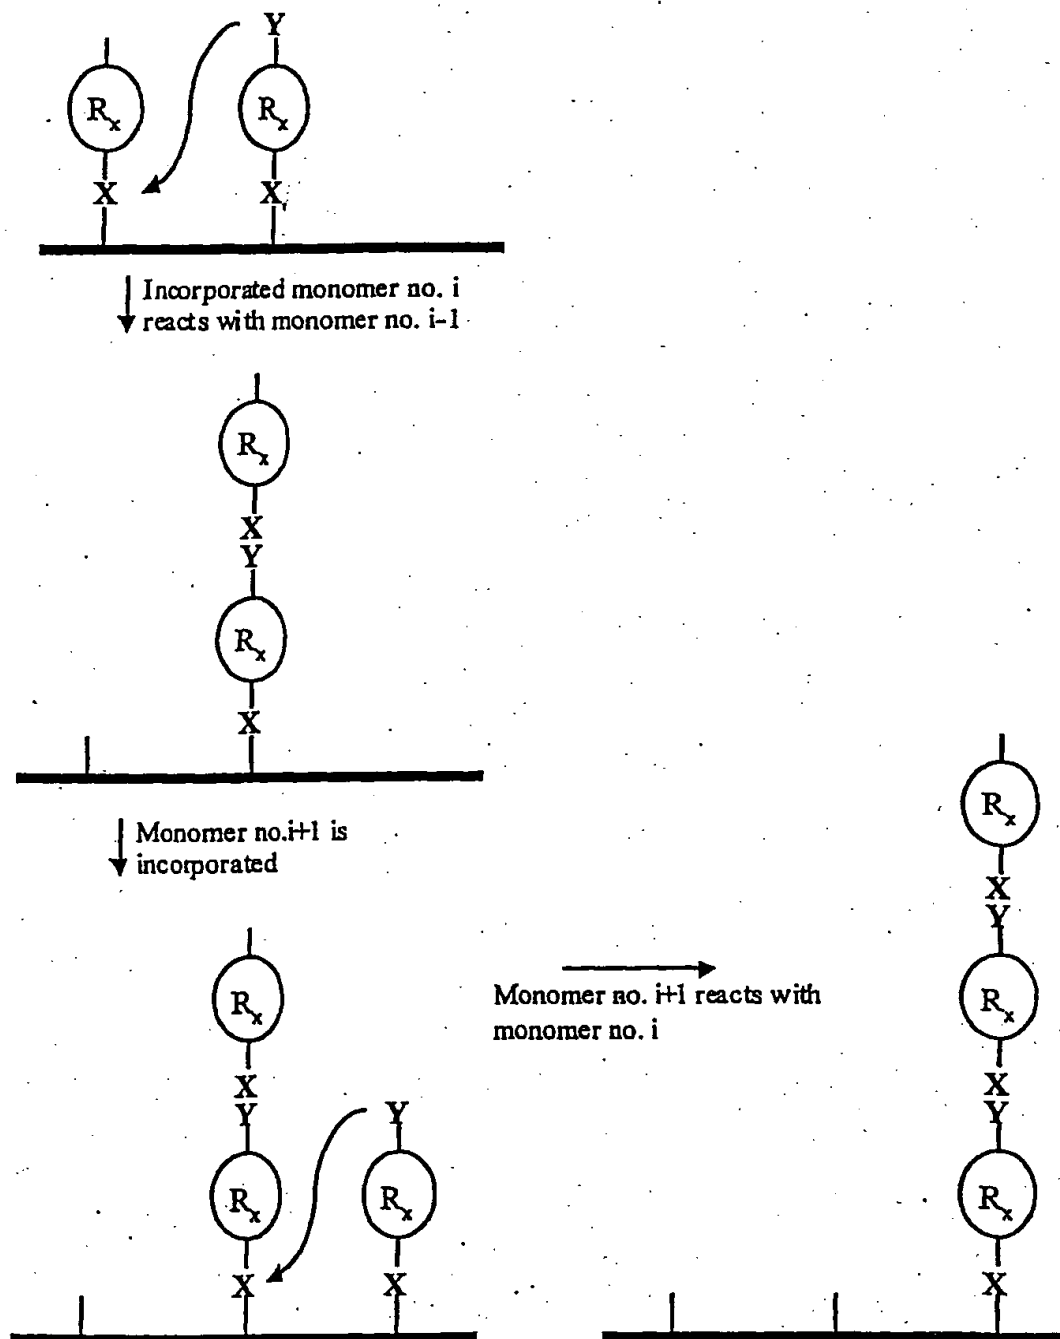 Y
Rx Rx
X X
Incorporated monomer no. i
reacts with monomer no. i-1
Rx
X
Y
Rx
X
Monomer no.i+1 is
incorporated
Rx
X
Y
Y
Rx Rx
X X
Monomer no. i+1 reacts with
monomer no. i
Rx
X
Y
Rx
X
Y
Rx
X